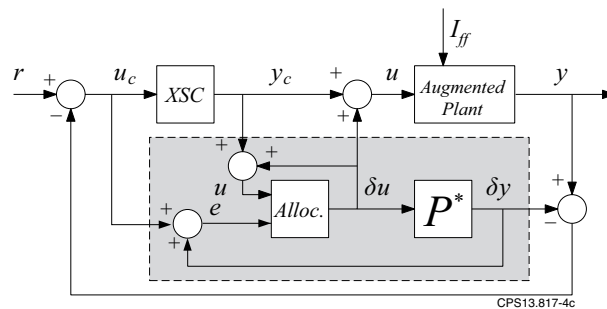 I_ff
r + − u_c XSC y_c + + u Augmented Plant y
+ + u Alloc. δu P* δy + −
+ + e
CPS13.817-4c